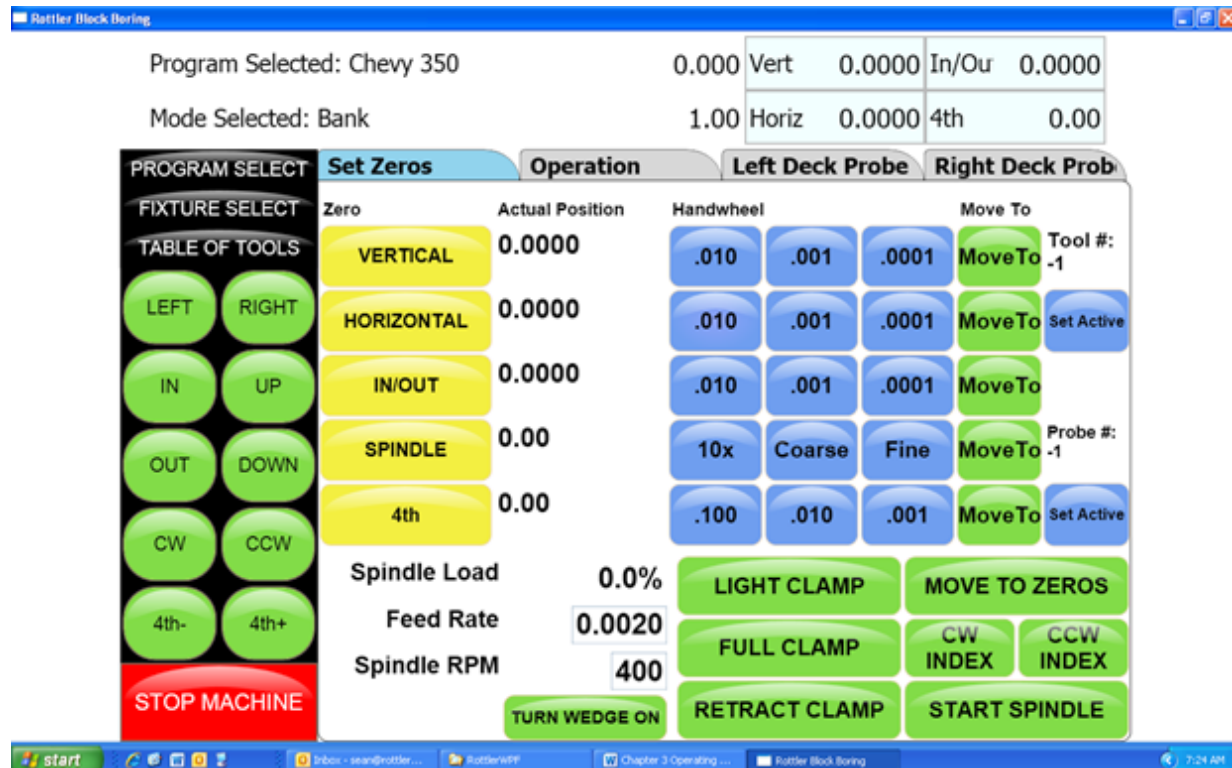 Rottler Block Boring
Program Selected: Chevy 350 0.000 Vert 0.0000 In/Ou 0.0000
Mode Selected: Bank 1.00 Horiz 0.0000 4th 0.00
PROGRAM SELECT Set Zeros Operation Left Deck Probe Right Deck Prob
FIXTURE SELECT Zero Actual Position Handwheel Move To
TABLE OF TOOLS VERTICAL 0.0000 .010 .001 .0001 MoveTo Tool #: -1
LEFT RIGHT HORIZONTAL 0.0000 .010 .001 .0001 MoveTo Set Active
IN UP IN/OUT 0.0000 .010 .001 .0001 MoveTo
OUT DOWN SPINDLE 0.00 10x Coarse Fine MoveTo Probe #: -1
CW CCW 4th 0.00 .100 .010 .001 MoveTo Set Active
Spindle Load 0.0% LIGHT CLAMP MOVE TO ZEROS
4th- 4th+ Feed Rate 0.0020 FULL CLAMP CW INDEX CCW INDEX
Spindle RPM 400
STOP MACHINE TURN WEDGE ON RETRACT CLAMP START SPINDLE
start Inbox - sean@rottler... RottlerWPF Chapter 3 Operating ... Rottler Block Boring 7:24 AM